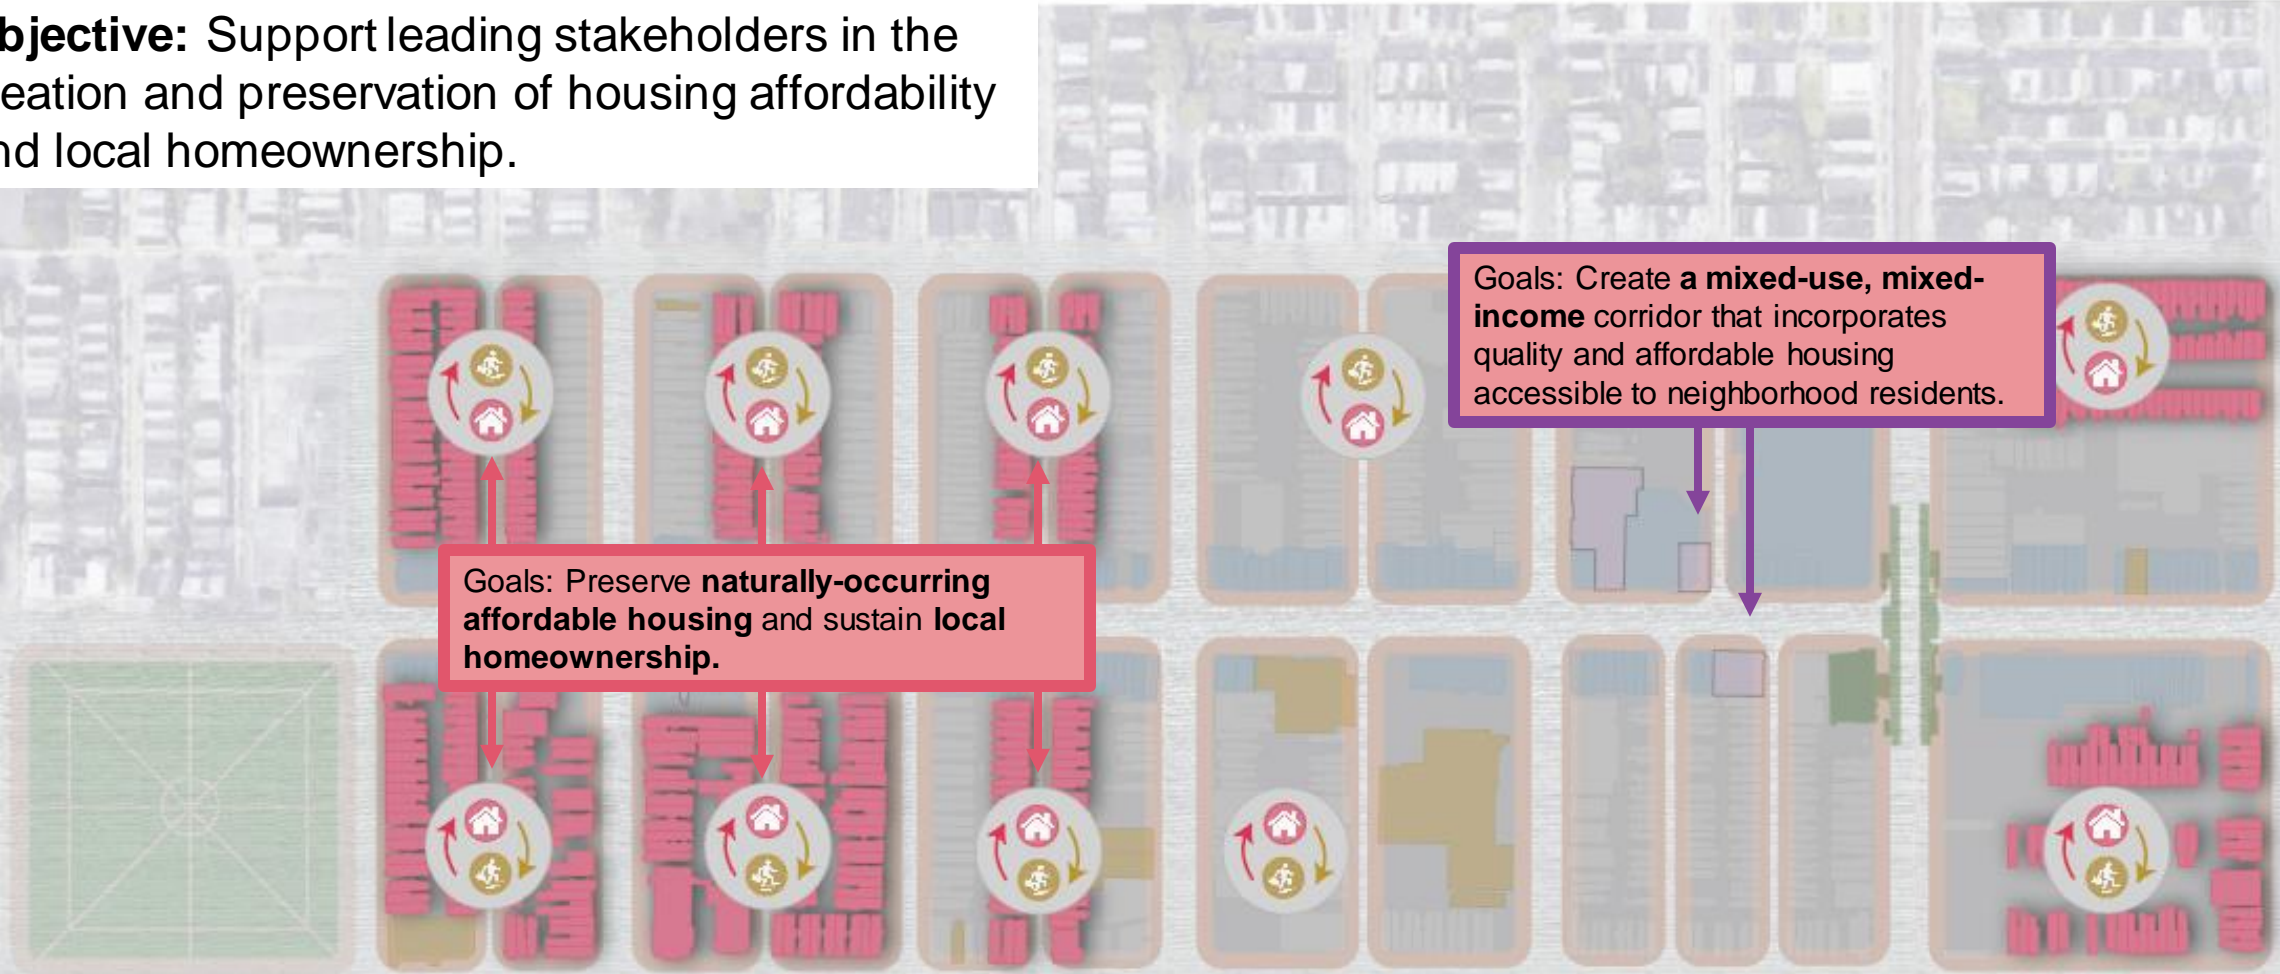 bjective: Support leading stakeholders in the
eation and preservation of housing affordability
nd local homeownership.
Goals: Create a mixed-use, mixed-
income corridor that incorporates
quality and affordable housing
accessible to neighborhood residents.
Goals: Preserve naturally-occurring
affordable housing and sustain local
homeownership.